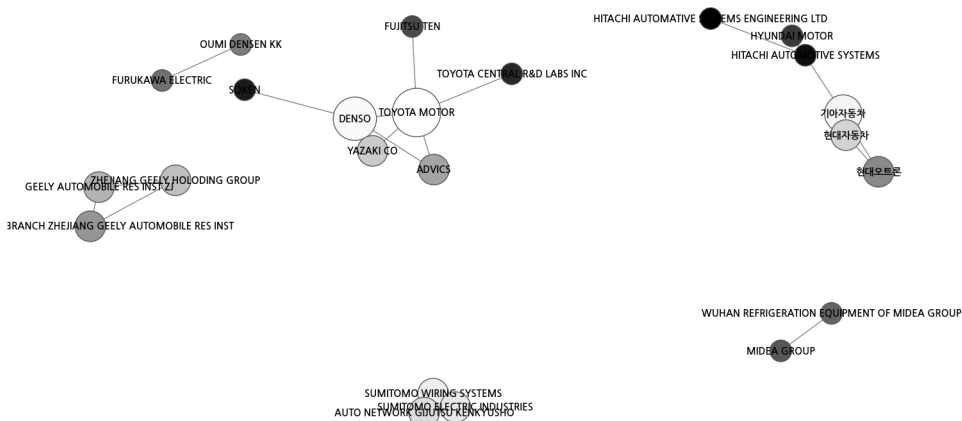 HITACHI AUTOMATIVE SYSTEMS ENGINEERING LTD
FUJITSU TEN
HYUNDAI MOTOR
OUMI DENSEN KK
HITACHI AUTOMOTIVE SYSTEMS
TOYOTA CENTRAL R&D LABS INC
FURUKAWA ELECTRIC
SOKEN
TOYOTA MOTOR
기아자동차
DENSO
현대자동차
YAZAKI CO
ADVICS
현대오트론
ZHEJIANG GEELY HOLODING GROUP
GEELY AUTOMOBILE RES INST ZJ
BRANCH ZHEJIANG GEELY AUTOMOBILE RES INST
WUHAN REFRIGERATION EQUIPMENT OF MIDEA GROUP
MIDEA GROUP
SUMITOMO WIRING SYSTEMS
SUMITOMO ELECTRIC INDUSTRIES
AUTO NETWORK GIJUTSU KENKYUSHO